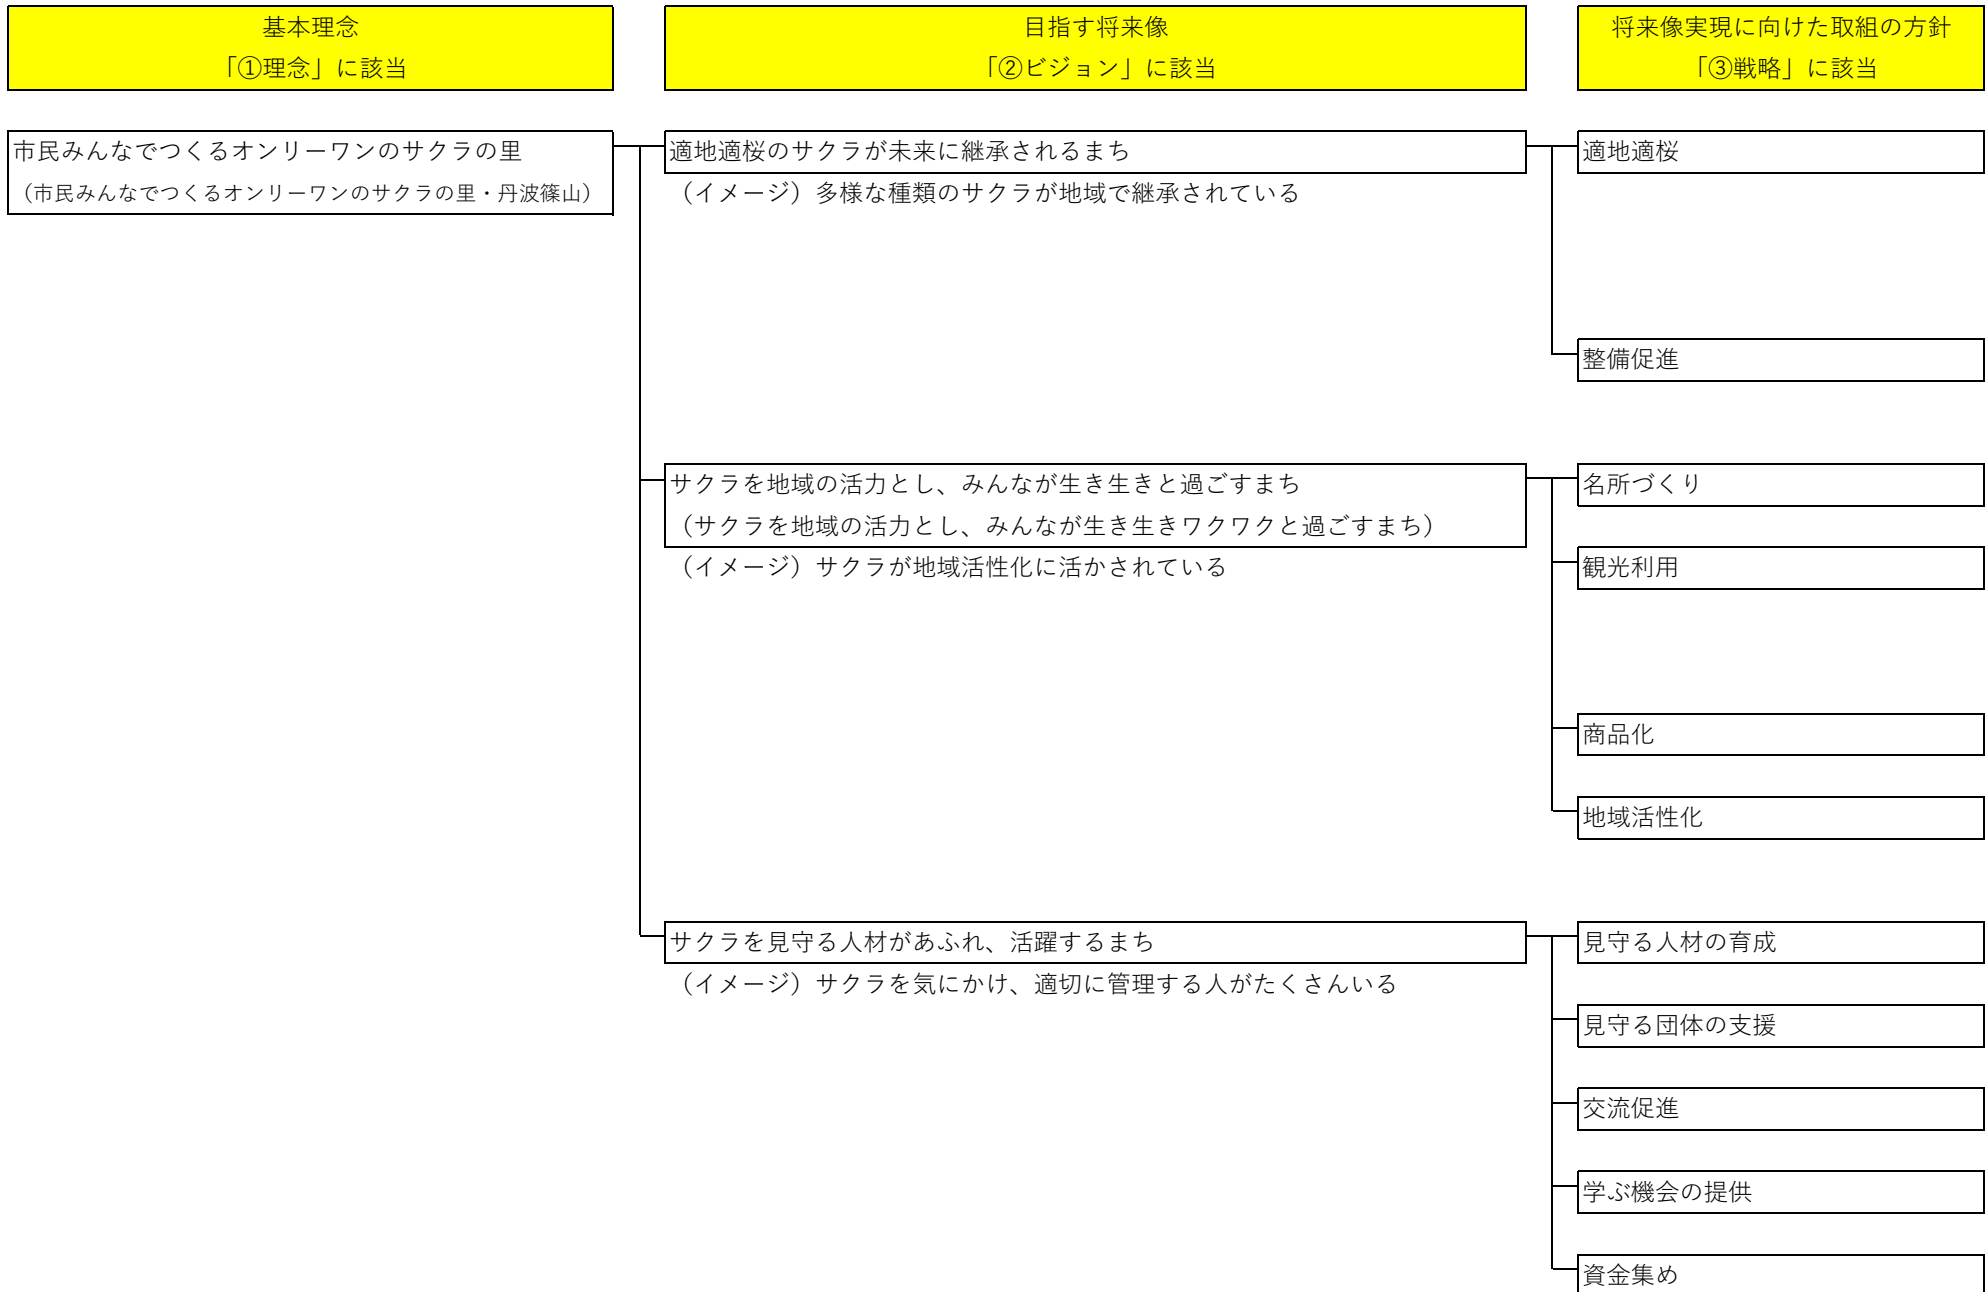 基本理念
「①理念」に該当
目指す将来像
「②ビジョン」に該当
将来像実現に向けた取組の方針
「③戦略」に該当
市民みんなでつくるオンリーワンのサクラの里
（市民みんなでつくるオンリーワンのサクラの里・丹波篠山）
適地適桜のサクラが未来に継承されるまち
（イメージ）多様な種類のサクラが地域で継承されている
適地適桜
整備促進
サクラを地域の活力とし、みんなが生き生きと過ごすまち
（サクラを地域の活力とし、みんなが生き生きワクワクと過ごすまち）
（イメージ）サクラが地域活性化に活かされている
名所づくり
観光利用
商品化
地域活性化
サクラを見守る人材があふれ、活躍するまち
（イメージ）サクラを気にかけ、適切に管理する人がたくさんいる
見守る人材の育成
見守る団体の支援
交流促進
学ぶ機会の提供
資金集め